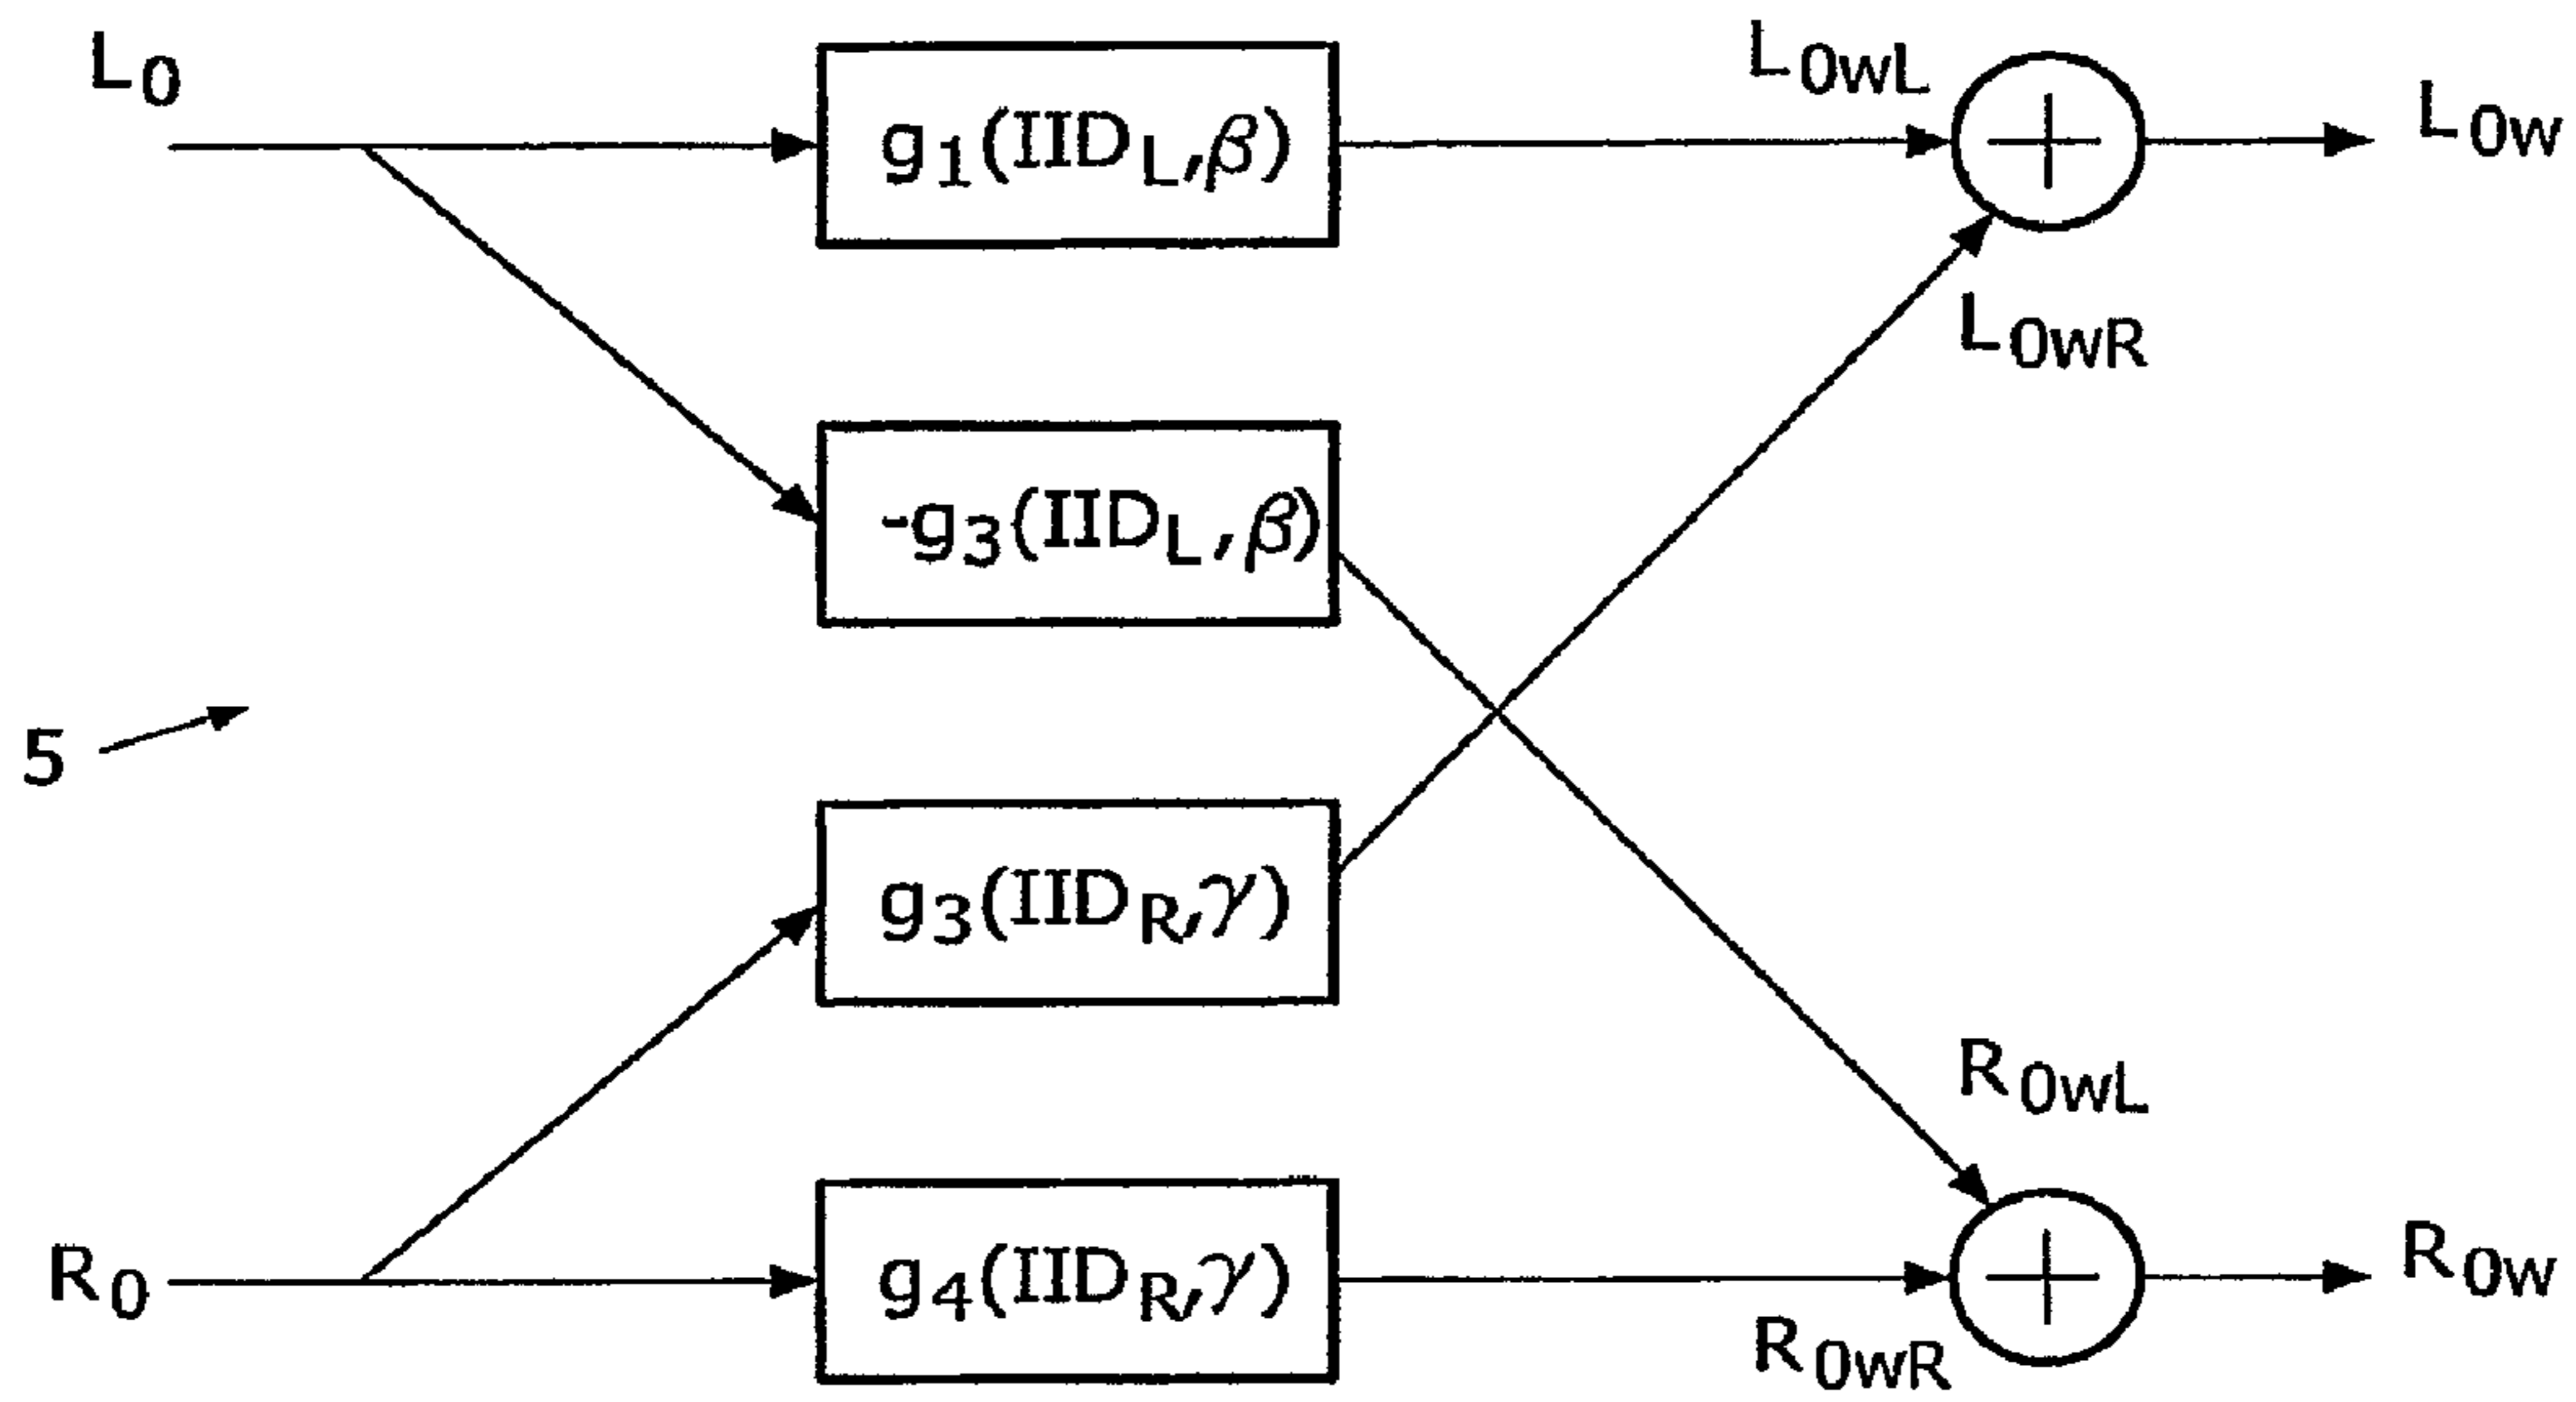 L0
g1(IIDL,β)
L0wL
L0w
L0wR
-g3(IIDL,β)
5
g3(IIDR,γ)
R0wL
R0
g4(IIDR,γ)
R0w
R0wR